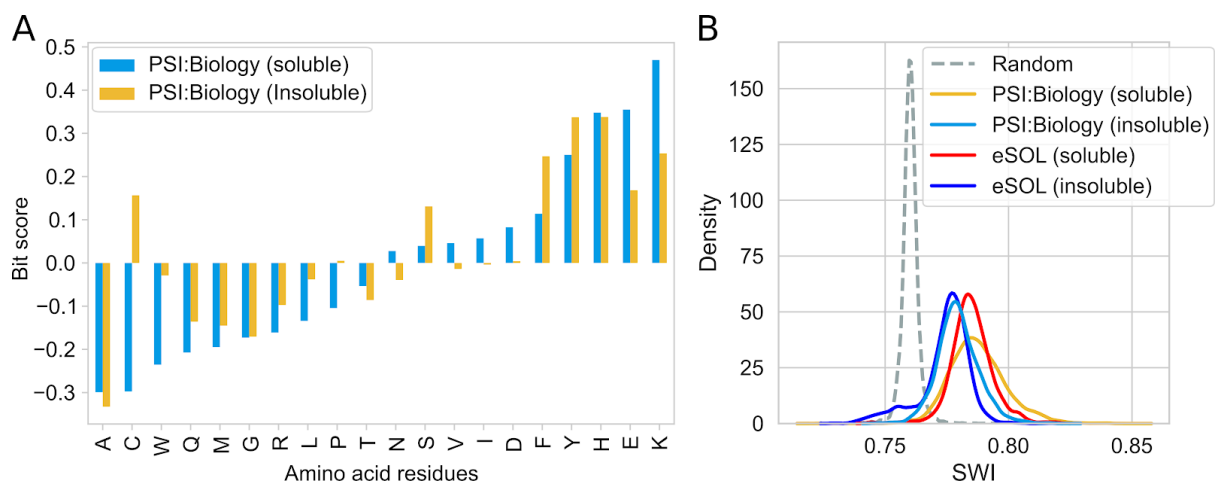 A
0.5
0.4
0.3
0.2
0.1
0.0
−0.1
−0.2
−0.3
Bit score
PSI:Biology (soluble)
PSI:Biology (Insoluble)
A C W Q M G R L P T N S V I D F Y H E K
Amino acid residues
B
150
125
100
75
50
25
0
Density
Random
PSI:Biology (soluble)
PSI:Biology (insoluble)
eSOL (soluble)
eSOL (insoluble)
0.75 0.80 0.85
SWI